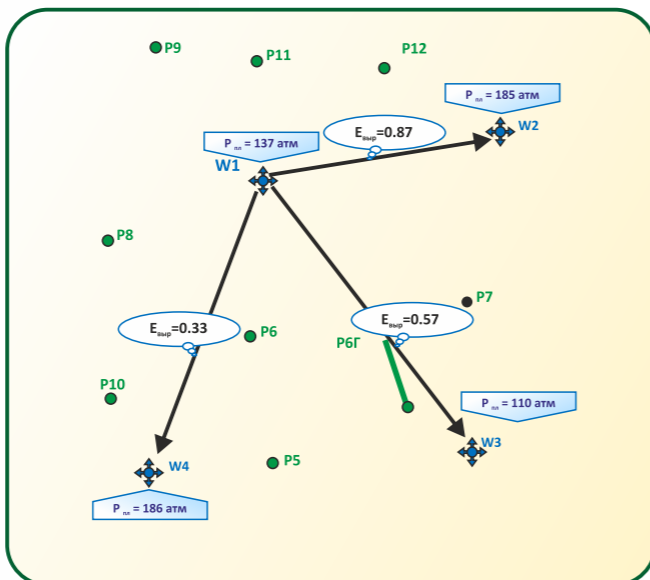 P9
P11
P12
P пл = 185 атм
W2
Eвыр=0.87
P пл = 137 атм
W1
P8
P7
Eвыр=0.33
P6
Eвыр=0.57
P6Г
P10
P пл = 110 атм
W3
P5
W4
P пл = 186 атм